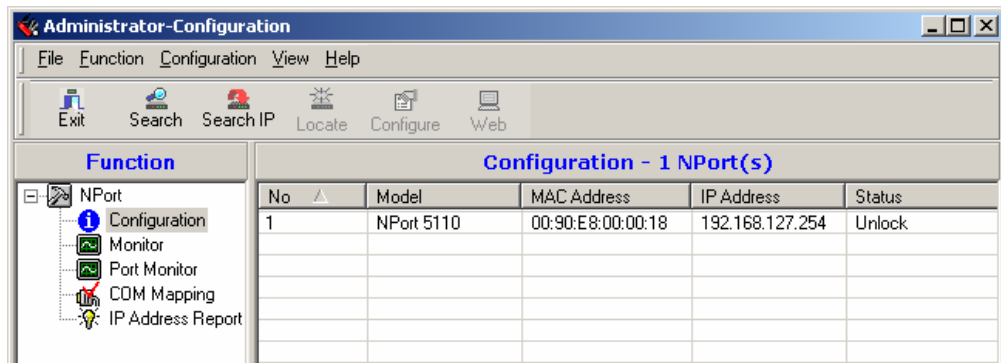 Administrator-Configuration
File Function Configuration View Help
Exit Search Search IP Locate Configure Web
Function
NPort
Configuration
Monitor
Port Monitor
COM Mapping
IP Address Report
Configuration - 1 NPort(s)
No Model MAC Address IP Address Status
1 NPort 5110 00:90:E8:00:00:18 192.168.127.254 Unlock